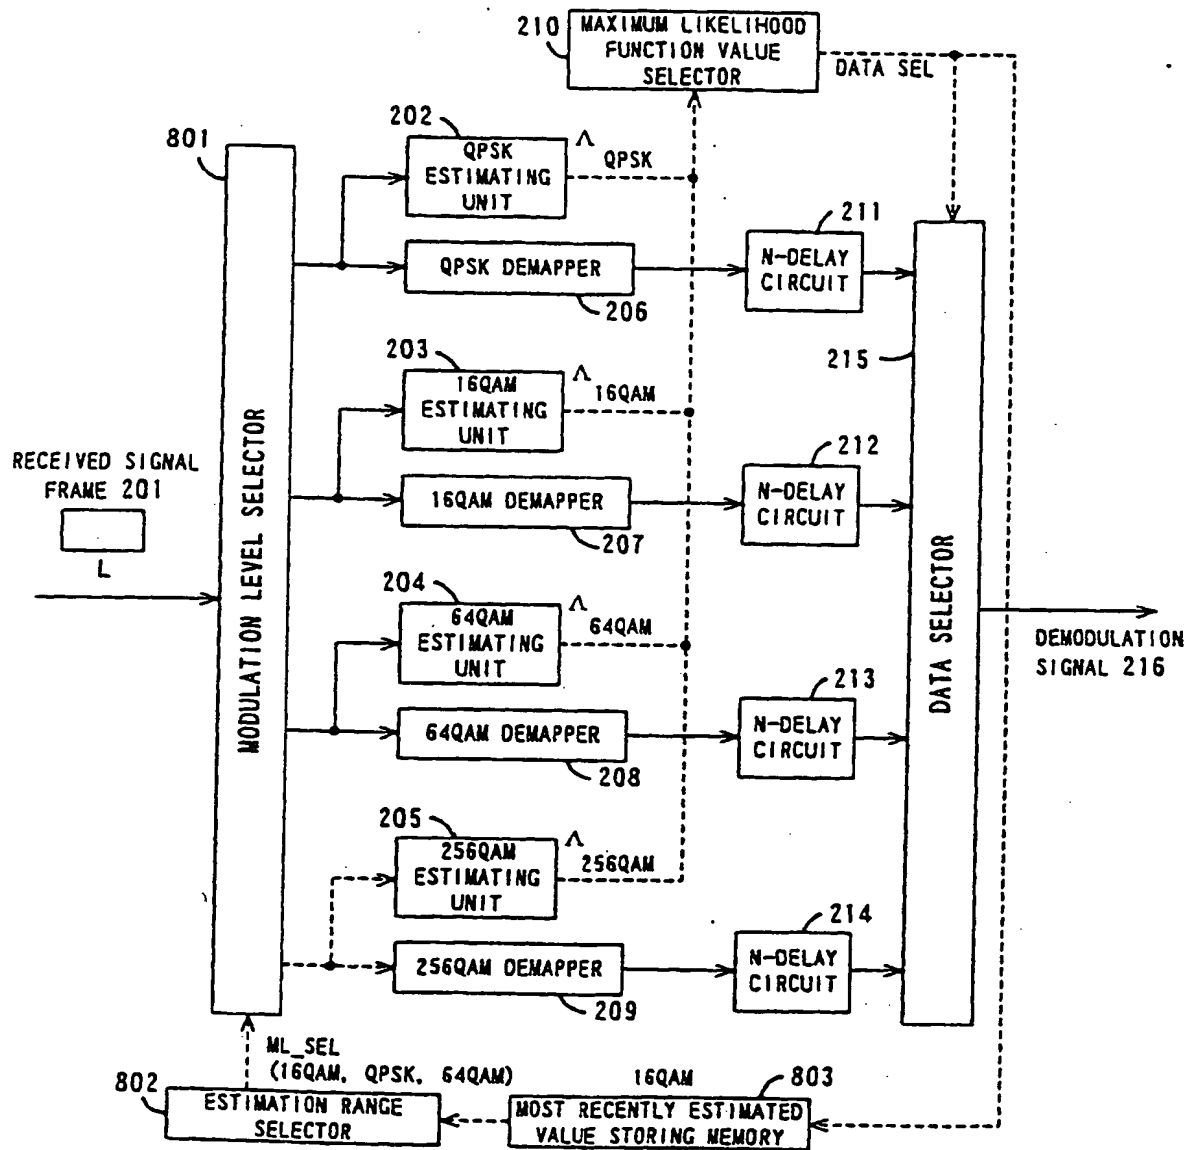 210
MAXIMUM LIKELIHOOD
FUNCTION VALUE
SELECTOR
DATA SEL
801
202
QPSK
ESTIMATING
UNIT
Λ
QPSK
211
N-DELAY
CIRCUIT
QPSK DEMAPPER
206
203
16QAM
ESTIMATING
UNIT
Λ
16QAM
215
RECEIVED SIGNAL
FRAME 201
L
MODULATION LEVEL SELECTOR
212
N-DELAY
CIRCUIT
16QAM DEMAPPER
207
204
64QAM
ESTIMATING
UNIT
Λ
64QAM
DATA SELECTOR
DEMODULATION
SIGNAL 216
213
N-DELAY
CIRCUIT
64QAM DEMAPPER
208
205
256QAM
ESTIMATING
UNIT
Λ
256QAM
214
N-DELAY
CIRCUIT
256QAM DEMAPPER
209
ML_SEL
(16QAM, QPSK, 64QAM)
16QAM
802
803
ESTIMATION RANGE
SELECTOR
MOST RECENTLY ESTIMATED
VALUE STORING MEMORY